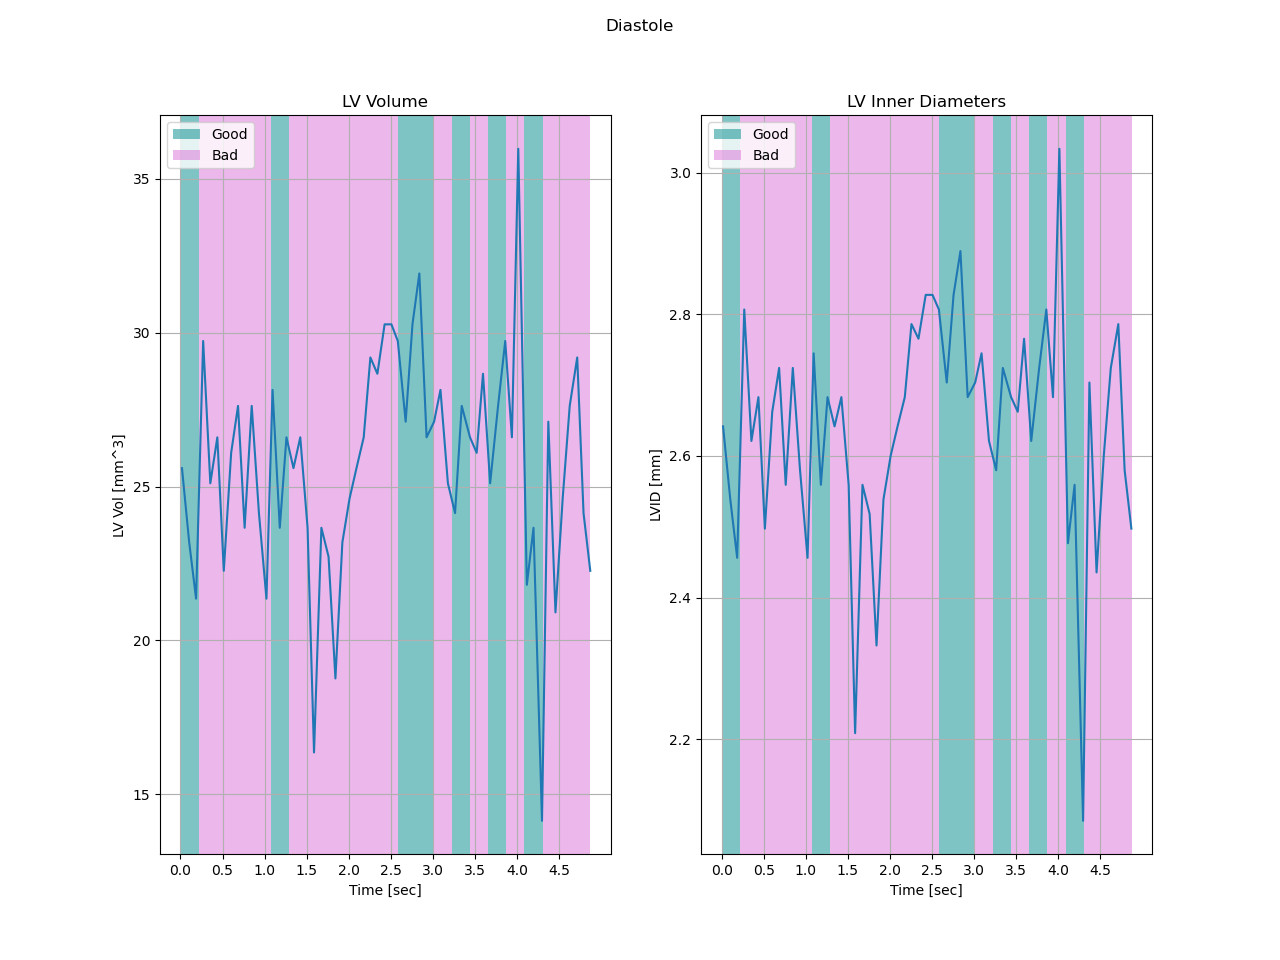 Diastole
LV Volume
Good
Bad
LV Vol [mm^3]
35
30
25
20
15
0.0 0.5 1.0 1.5 2.0 2.5 3.0 3.5 4.0 4.5
Time [sec]
LV Inner Diameters
Good
Bad
LVID [mm]
3.0
2.8
2.6
2.4
2.2
0.0 0.5 1.0 1.5 2.0 2.5 3.0 3.5 4.0 4.5
Time [sec]